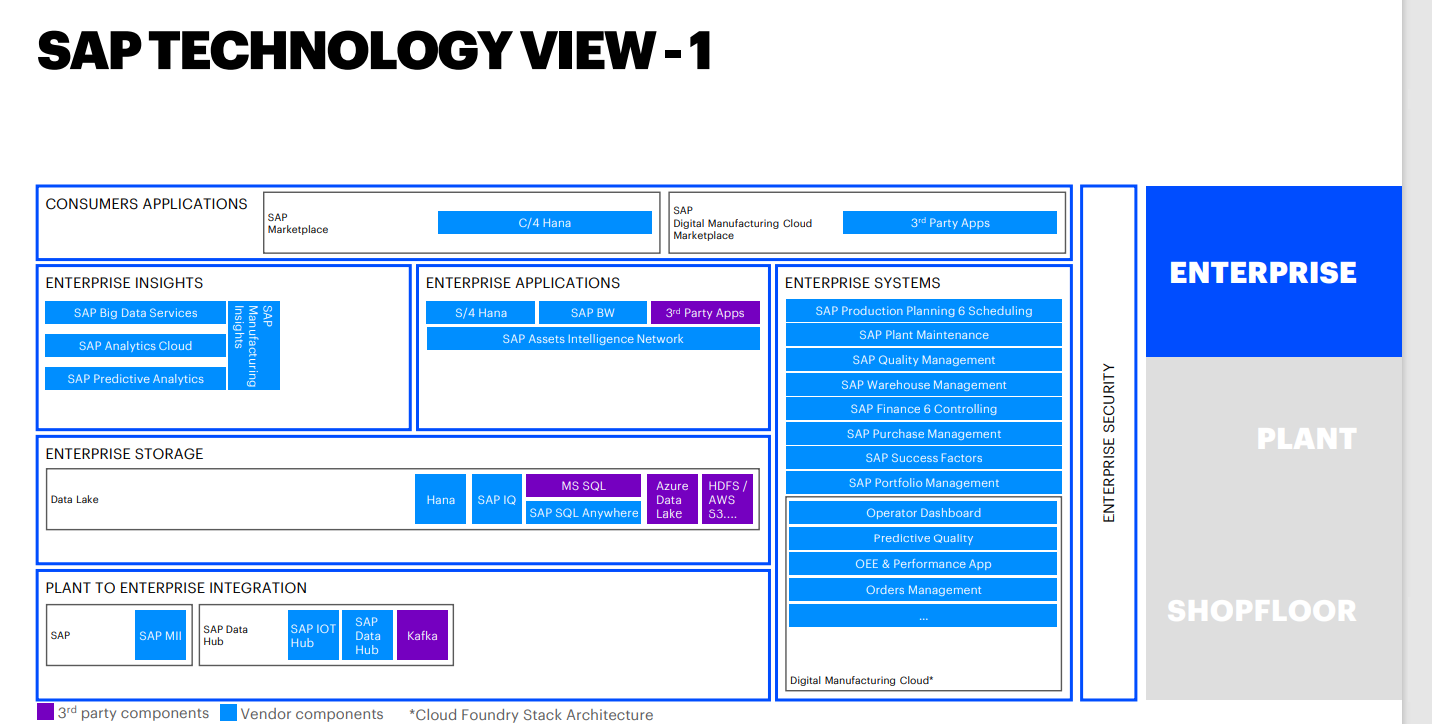 SAP TECHNOLOGY VIEW - 1
CONSUMERS APPLICATIONS
SAP
Marketplace
C/4 Hana
SAP
Digital Manufacturing Cloud
Marketplace
3rd Party Apps
ENTERPRISE INSIGHTS
SAP Big Data Services
SAP Analytics Cloud
SAP Predictive Analytics
SAP
Manufacturing
Insights
ENTERPRISE APPLICATIONS
S/4 Hana
SAP BW
3rd Party Apps
SAP Assets Intelligence Network
ENTERPRISE SYSTEMS
SAP Production Planning 6 Scheduling
SAP Plant Maintenance
SAP Quality Management
SAP Warehouse Management
SAP Finance 6 Controlling
SAP Purchase Management
SAP Success Factors
SAP Portfolio Management
Operator Dashboard
Predictive Quality
OEE & Performance App
Orders Management
...
Digital Manufacturing Cloud*
ENTERPRISE STORAGE
Data Lake
Hana
SAP IQ
MS SQL
SAP SQL Anywhere
Azure
Data
Lake
HDFS /
AWS
S3....
PLANT TO ENTERPRISE INTEGRATION
SAP
SAP MII
SAP Data
Hub
SAP IOT
Hub
SAP
Data
Hub
Kafka
ENTERPRISE SECURITY
ENTERPRISE
PLANT
SHOPFLOOR
3rd party components
Vendor components
*Cloud Foundry Stack Architecture